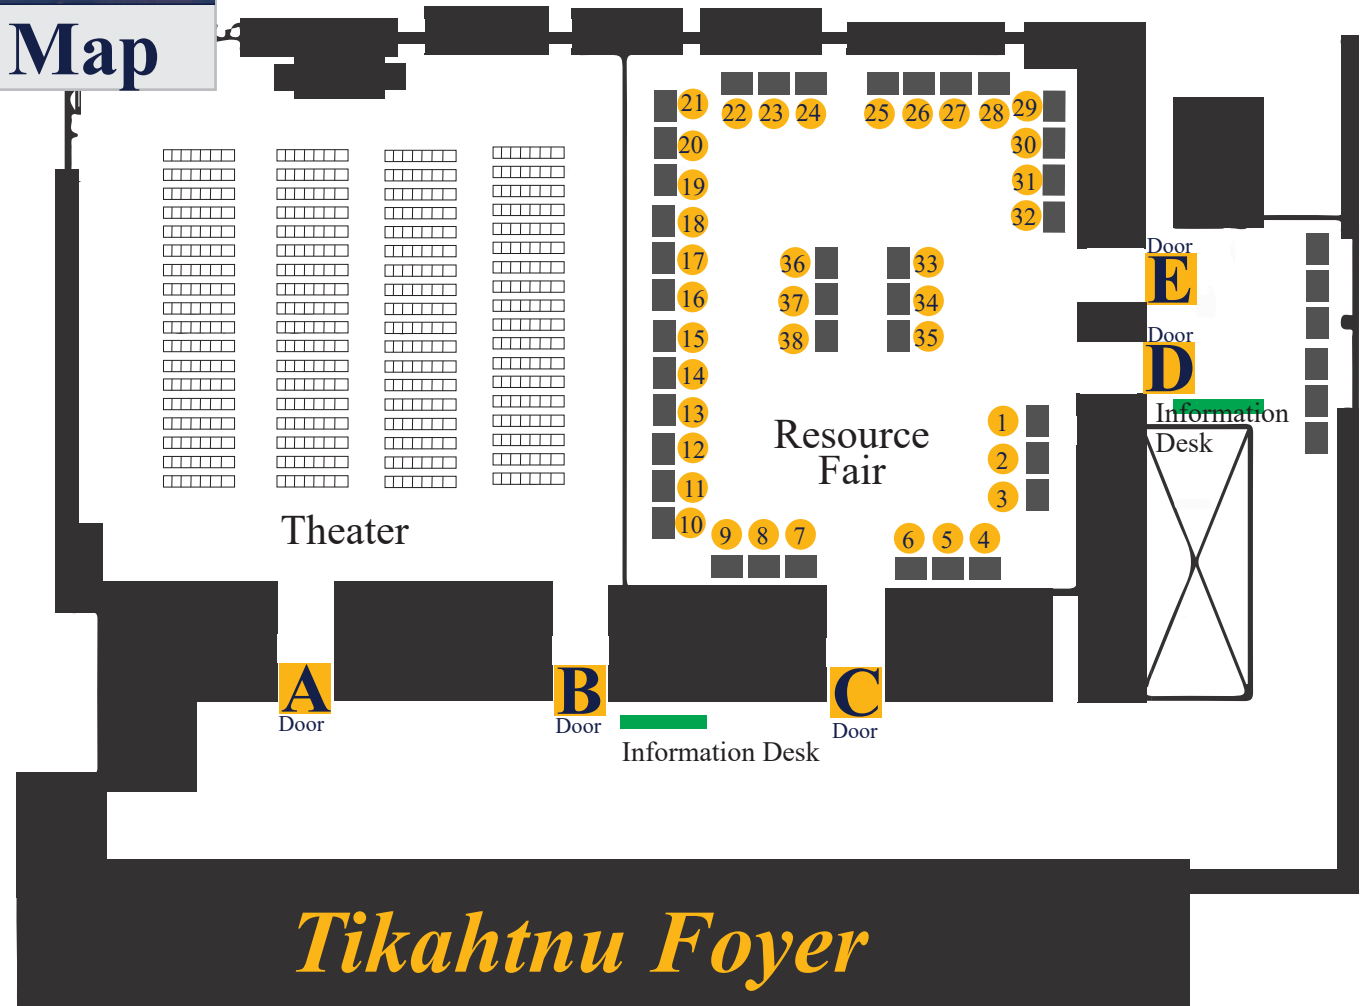 Map
21
22
23
24
25
26
27
28
29
20
30
19
31
18
32
17
36
33
16
37
34
15
38
35
14
13
1
12
2
11
3
10
9
8
7
6
5
4
Resource
Fair
Theater
Door
E
Door
D
Information
Desk
A
Door
B
Door
C
Door
Information Desk
Tikahtnu Foyer